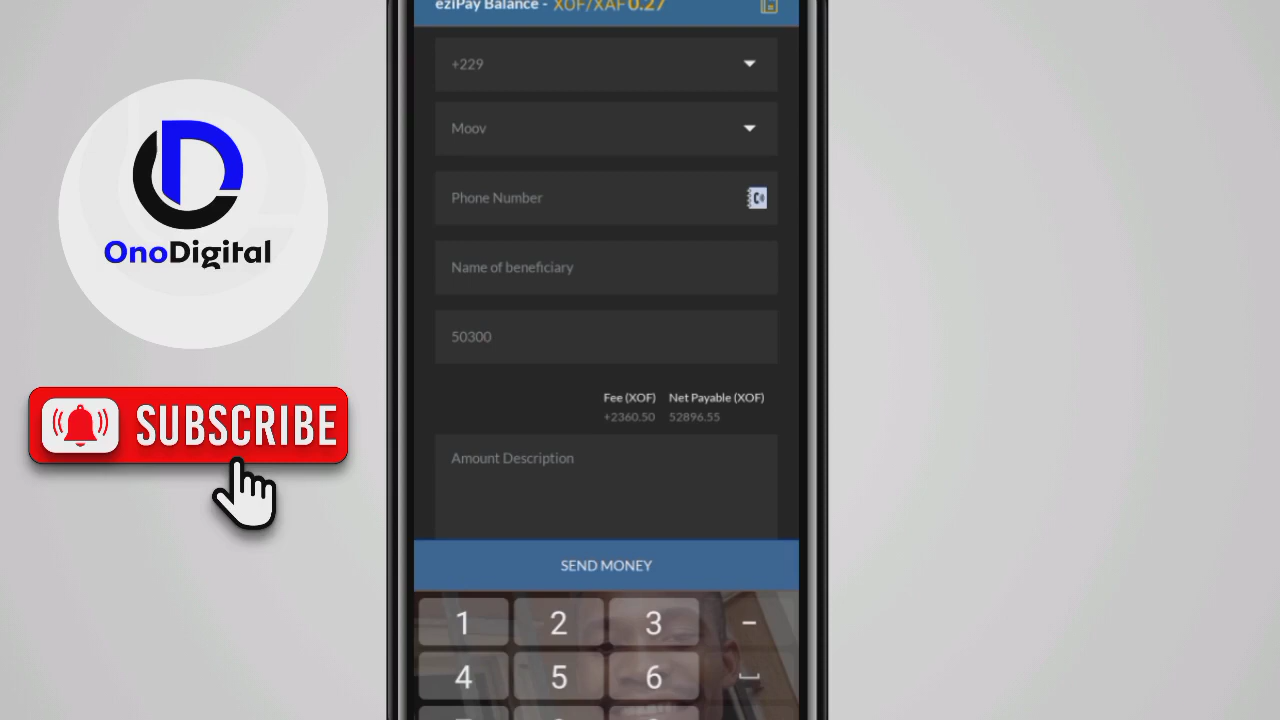 eziPay Balance - XOF/XAF 0.27
+229
Moov
Phone Number
Name of beneficiary
50300
Fee (XOF) Net Payable (XOF)
+2360.50 52896.55
Amount Description
SEND MONEY
1 2 3 -
4 5 6
OnoDigital
SUBSCRIBE